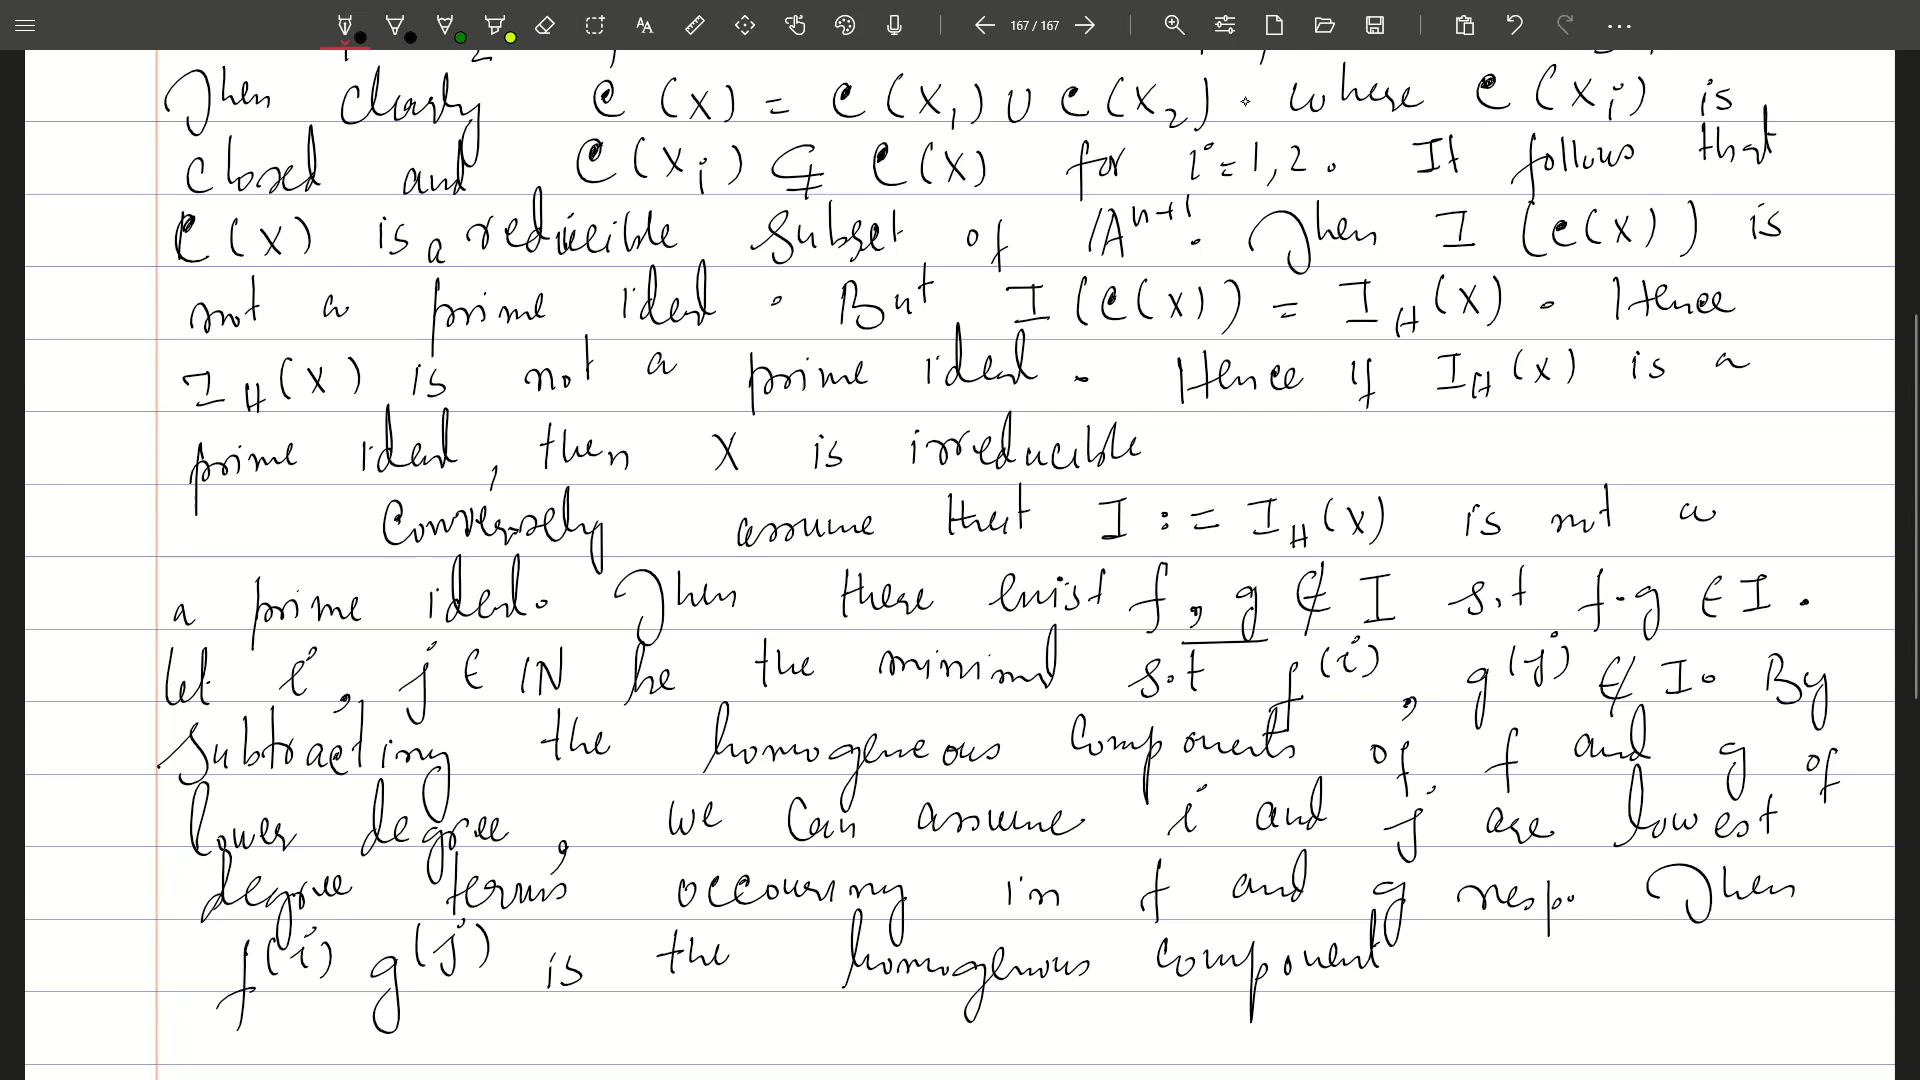 167 / 167
Then clearly C(X) = C(X₁) ∪ C(X₂). where C(Xᵢ) is
closed and C(Xᵢ) ⊊ C(X) for i=1,2. It follows that
C(X) is a reducible subset of /Aⁿ⁺¹. Then I(C(X)) is
not a prime ideal. But I(C(X)) = I_H(X). Hence
I_H(X) is not a prime ideal. Hence if I_H(X) is a
prime ideal, then X is irreducible
Conversely assume that I := I_H(X) is not a
a prime ideal. Then there exist f, g ∉ I s.t f·g ∈ I.
let i, j ∈ IN be the minimal s.t f⁽ⁱ⁾, g⁽ʲ⁾ ∉ I. By
subtracting the homogeneous components of f and g of
lower degree, we can assume i and j are lowest
degree terms occouring in f and g resp. Then
f⁽ⁱ⁾ g⁽ʲ⁾ is the homogenous component